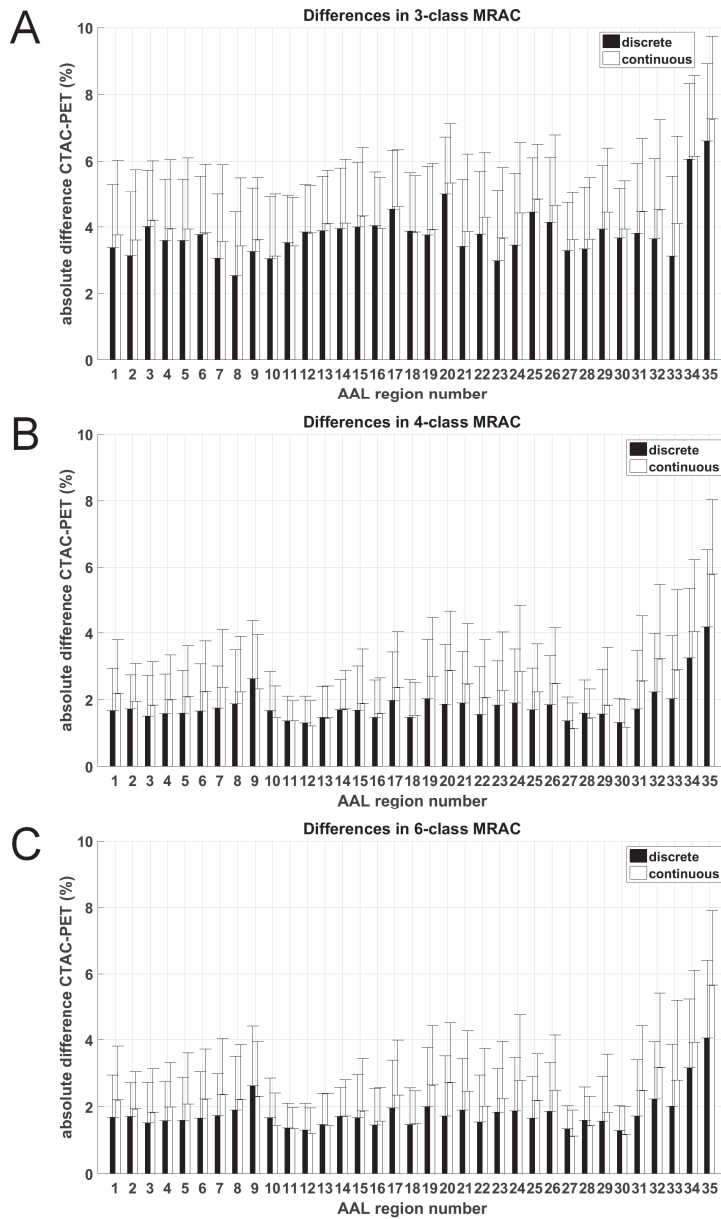 A
Differences in 3-class MRAC
discrete
continuous
absolute difference CTAC-PET (%)
10
8
6
4
2
0
1 2 3 4 5 6 7 8 9 10 11 12 13 14 15 16 17 18 19 20 21 22 23 24 25 26 27 28 29 30 31 32 33 34 35
AAL region number
B
Differences in 4-class MRAC
discrete
continuous
absolute difference CTAC-PET (%)
10
8
6
4
2
0
1 2 3 4 5 6 7 8 9 10 11 12 13 14 15 16 17 18 19 20 21 22 23 24 25 26 27 28 29 30 31 32 33 34 35
AAL region number
C
Differences in 6-class MRAC
discrete
continuous
absolute difference CTAC-PET (%)
10
8
6
4
2
0
1 2 3 4 5 6 7 8 9 10 11 12 13 14 15 16 17 18 19 20 21 22 23 24 25 26 27 28 29 30 31 32 33 34 35
AAL region number